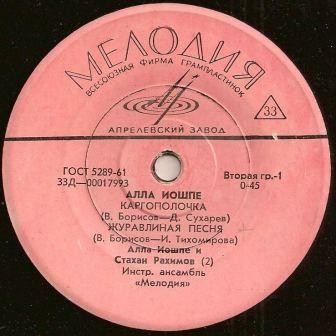 МЕЛОДИЯ
ВСЕСОЮЗНАЯ ФИРМА ГРАМПЛАСТИНОК
33
АПРЕЛЕВСКИЙ ЗАВОД
ГОСТ 5289-61
33Д—00017993
Вторая гр.-1
0-45
АЛЛА ИОШПЕ
КАРГОПОЛОЧКА
(В. Борисов—Д. Сухарев)
ЖУРАВЛИНАЯ ПЕСНЯ
(В. Борисов—И. Тихомирова)
Алла Иошпе и
Стахан Рахимов (2)
Инстр. ансамбль
«Мелодия»